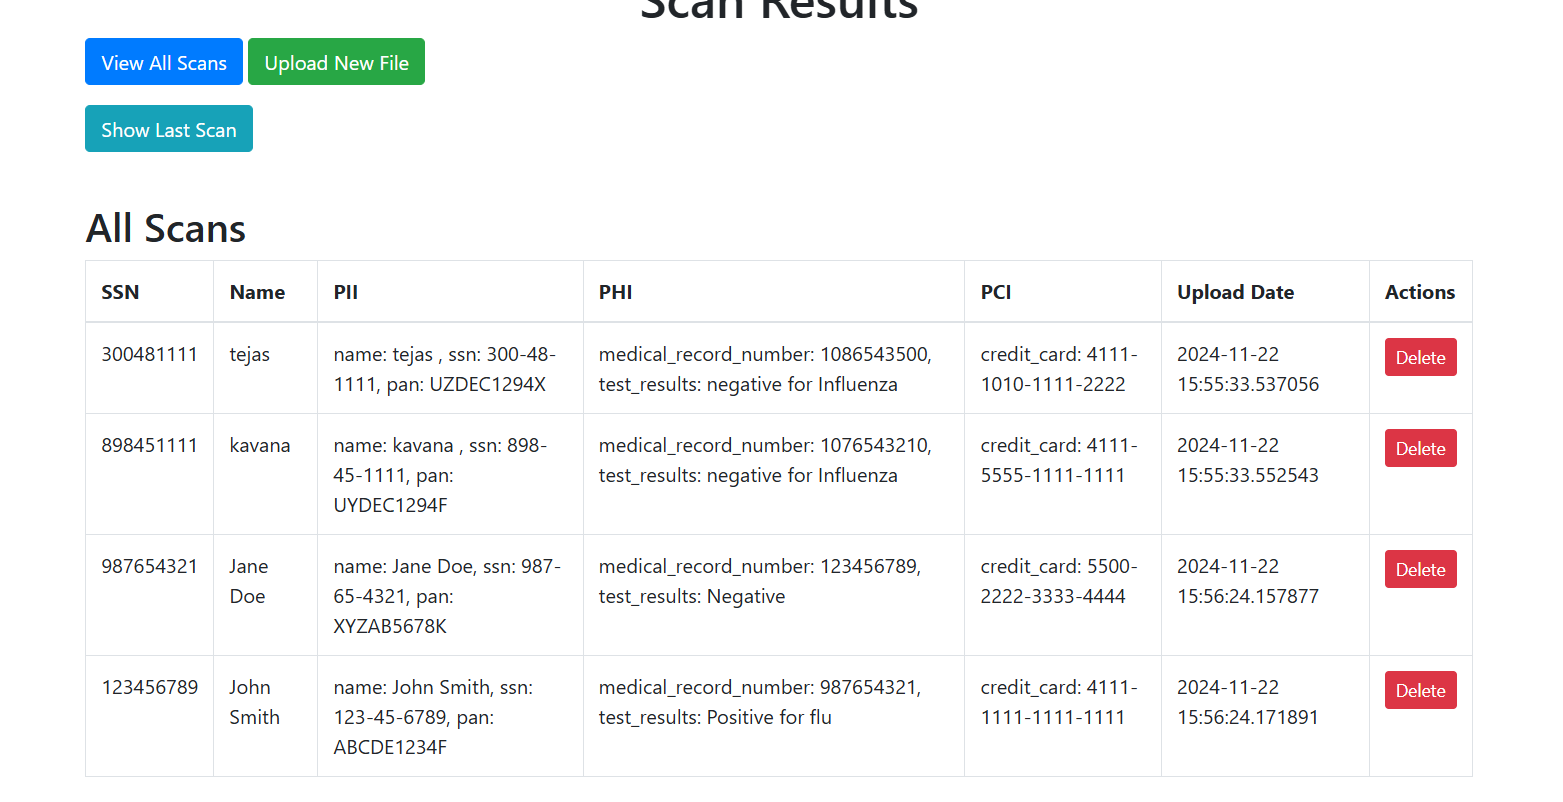 Scan Results
View All Scans
Upload New File
Show Last Scan
All Scans
SSN Name PII PHI PCI Upload Date Actions
300481111 tejas name: tejas , ssn: 300-48- medical_record_number: 1086543500, credit_card: 4111- 2024-11-22 Delete
1111, pan: UZDEC1294X test_results: negative for Influenza 1010-1111-2222 15:55:33.537056
898451111 kavana name: kavana , ssn: 898- medical_record_number: 1076543210, credit_card: 4111- 2024-11-22 Delete
45-1111, pan: test_results: negative for Influenza 5555-1111-1111 15:55:33.552543
UYDEC1294F
987654321 Jane name: Jane Doe, ssn: 987- medical_record_number: 123456789, credit_card: 5500- 2024-11-22 Delete
Doe 65-4321, pan: test_results: Negative 2222-3333-4444 15:56:24.157877
XYZAB5678K
123456789 John name: John Smith, ssn: medical_record_number: 987654321, credit_card: 4111- 2024-11-22 Delete
Smith 123-45-6789, pan: test_results: Positive for flu 1111-1111-1111 15:56:24.171891
ABCDE1234F